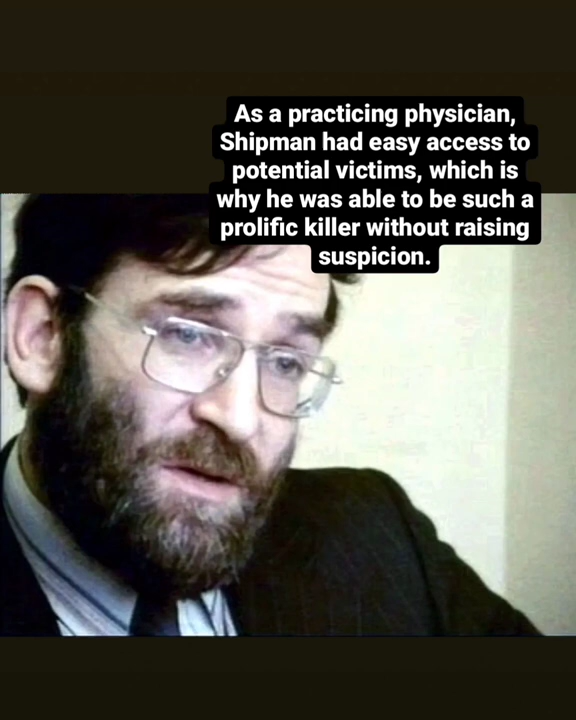 As a practicing physician,
Shipman had easy access to
potential victims, which is
why he was able to be such a
prolific killer without raising
suspicion.